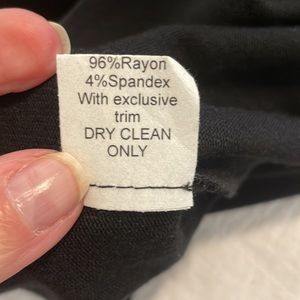 96%Rayon
4%Spandex
With exclusive
trim
DRY CLEAN
ONLY